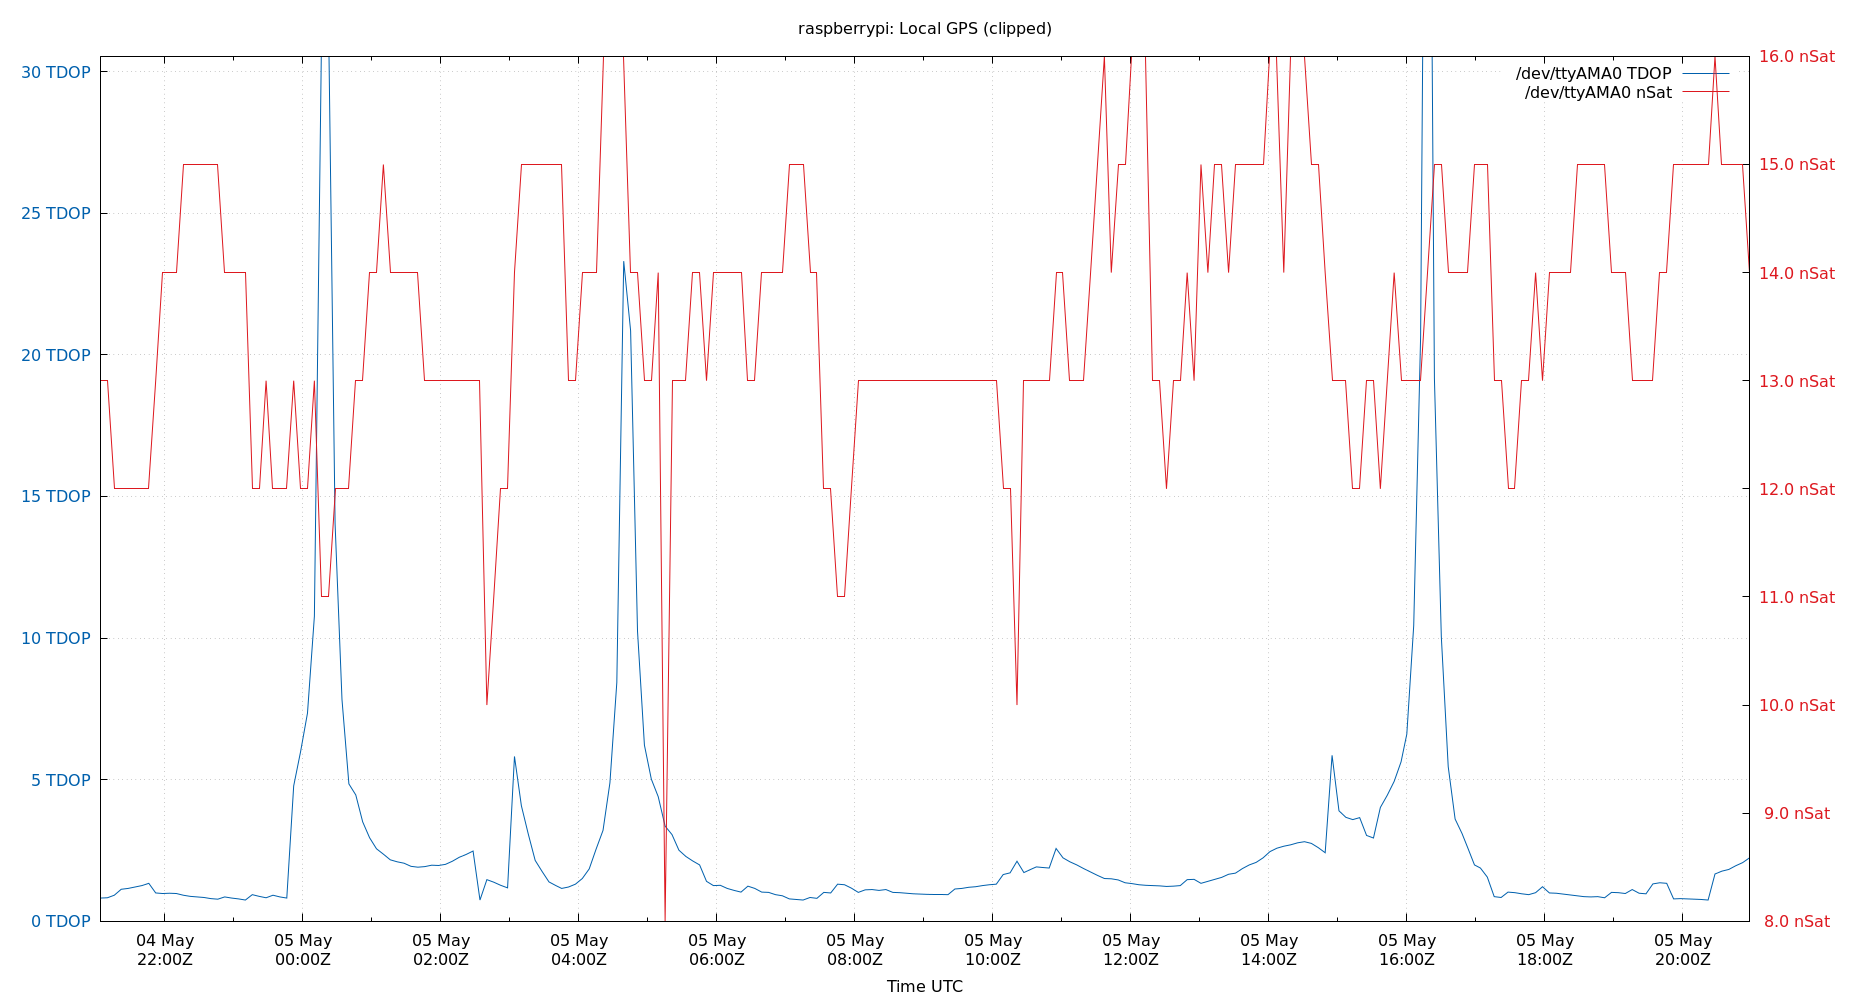 raspberrypi: Local GPS (clipped)
/dev/ttyAMA0 TDOP
/dev/ttyAMA0 nSat
30 TDOP
25 TDOP
20 TDOP
15 TDOP
10 TDOP
5 TDOP
0 TDOP
16.0 nSat
15.0 nSat
14.0 nSat
13.0 nSat
12.0 nSat
11.0 nSat
10.0 nSat
9.0 nSat
8.0 nSat
04 May
22:00Z
05 May
00:00Z
05 May
02:00Z
05 May
04:00Z
05 May
06:00Z
05 May
08:00Z
05 May
10:00Z
05 May
12:00Z
05 May
14:00Z
05 May
16:00Z
05 May
18:00Z
05 May
20:00Z
Time UTC